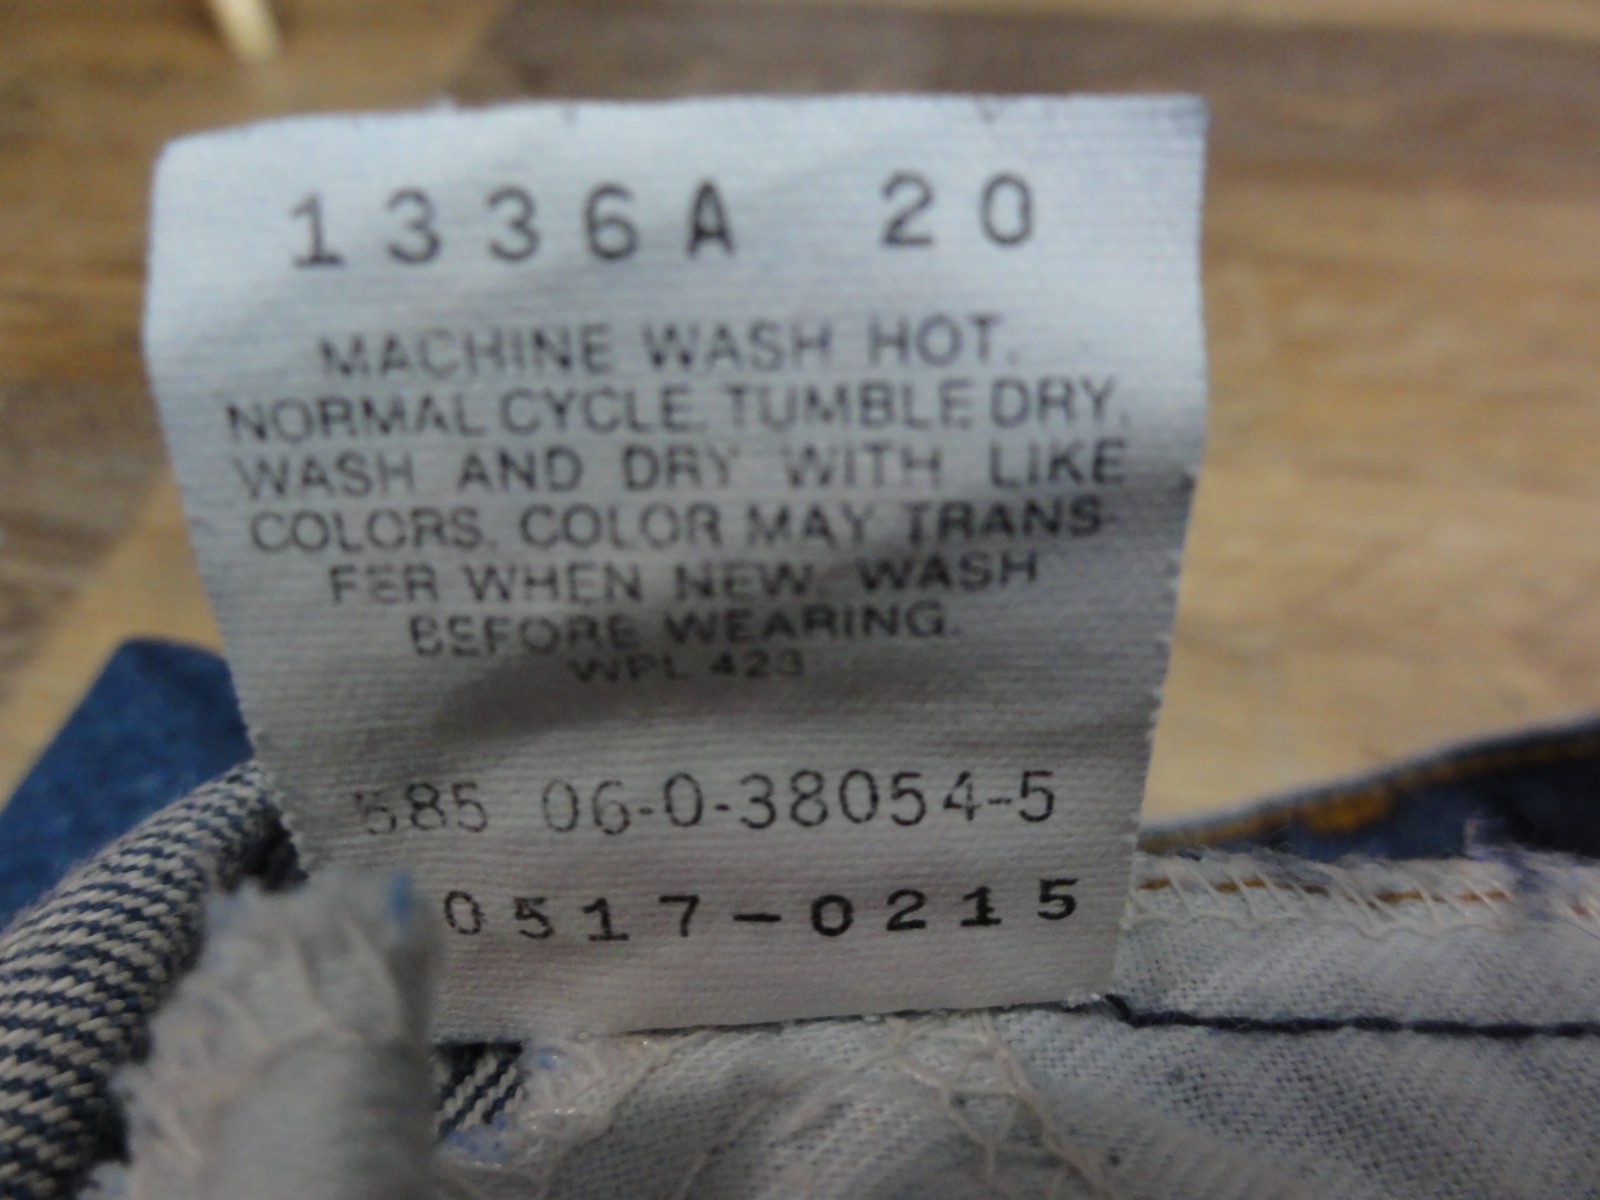 1336A 20
MACHINE WASH HOT.
NORMAL CYCLE. TUMBLE DRY.
WASH AND DRY WITH LIKE
COLORS. COLOR MAY TRANS-
FER WHEN NEW. WASH
BEFORE WEARING.
WPL 423
585 06-0-38054-5
0517-0215